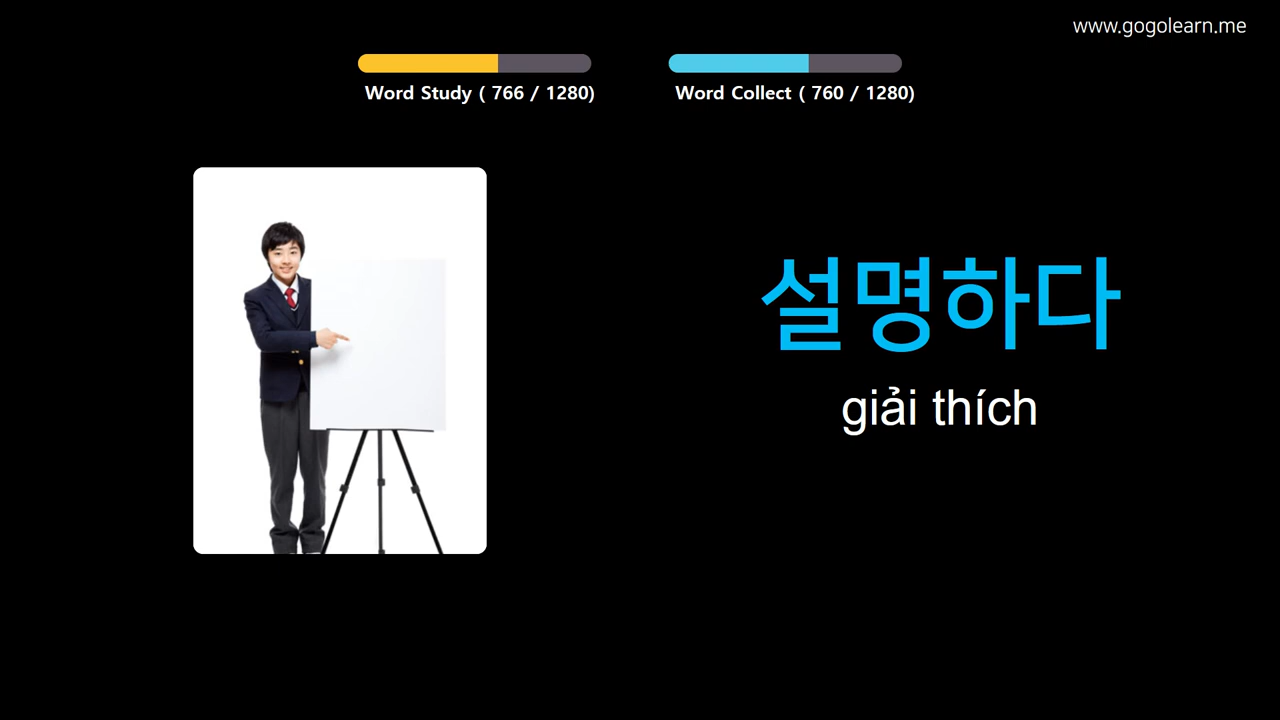 www.gogolearn.me
Word Study ( 766 / 1280)
Word Collect ( 760 / 1280)
설명하다
giải thích